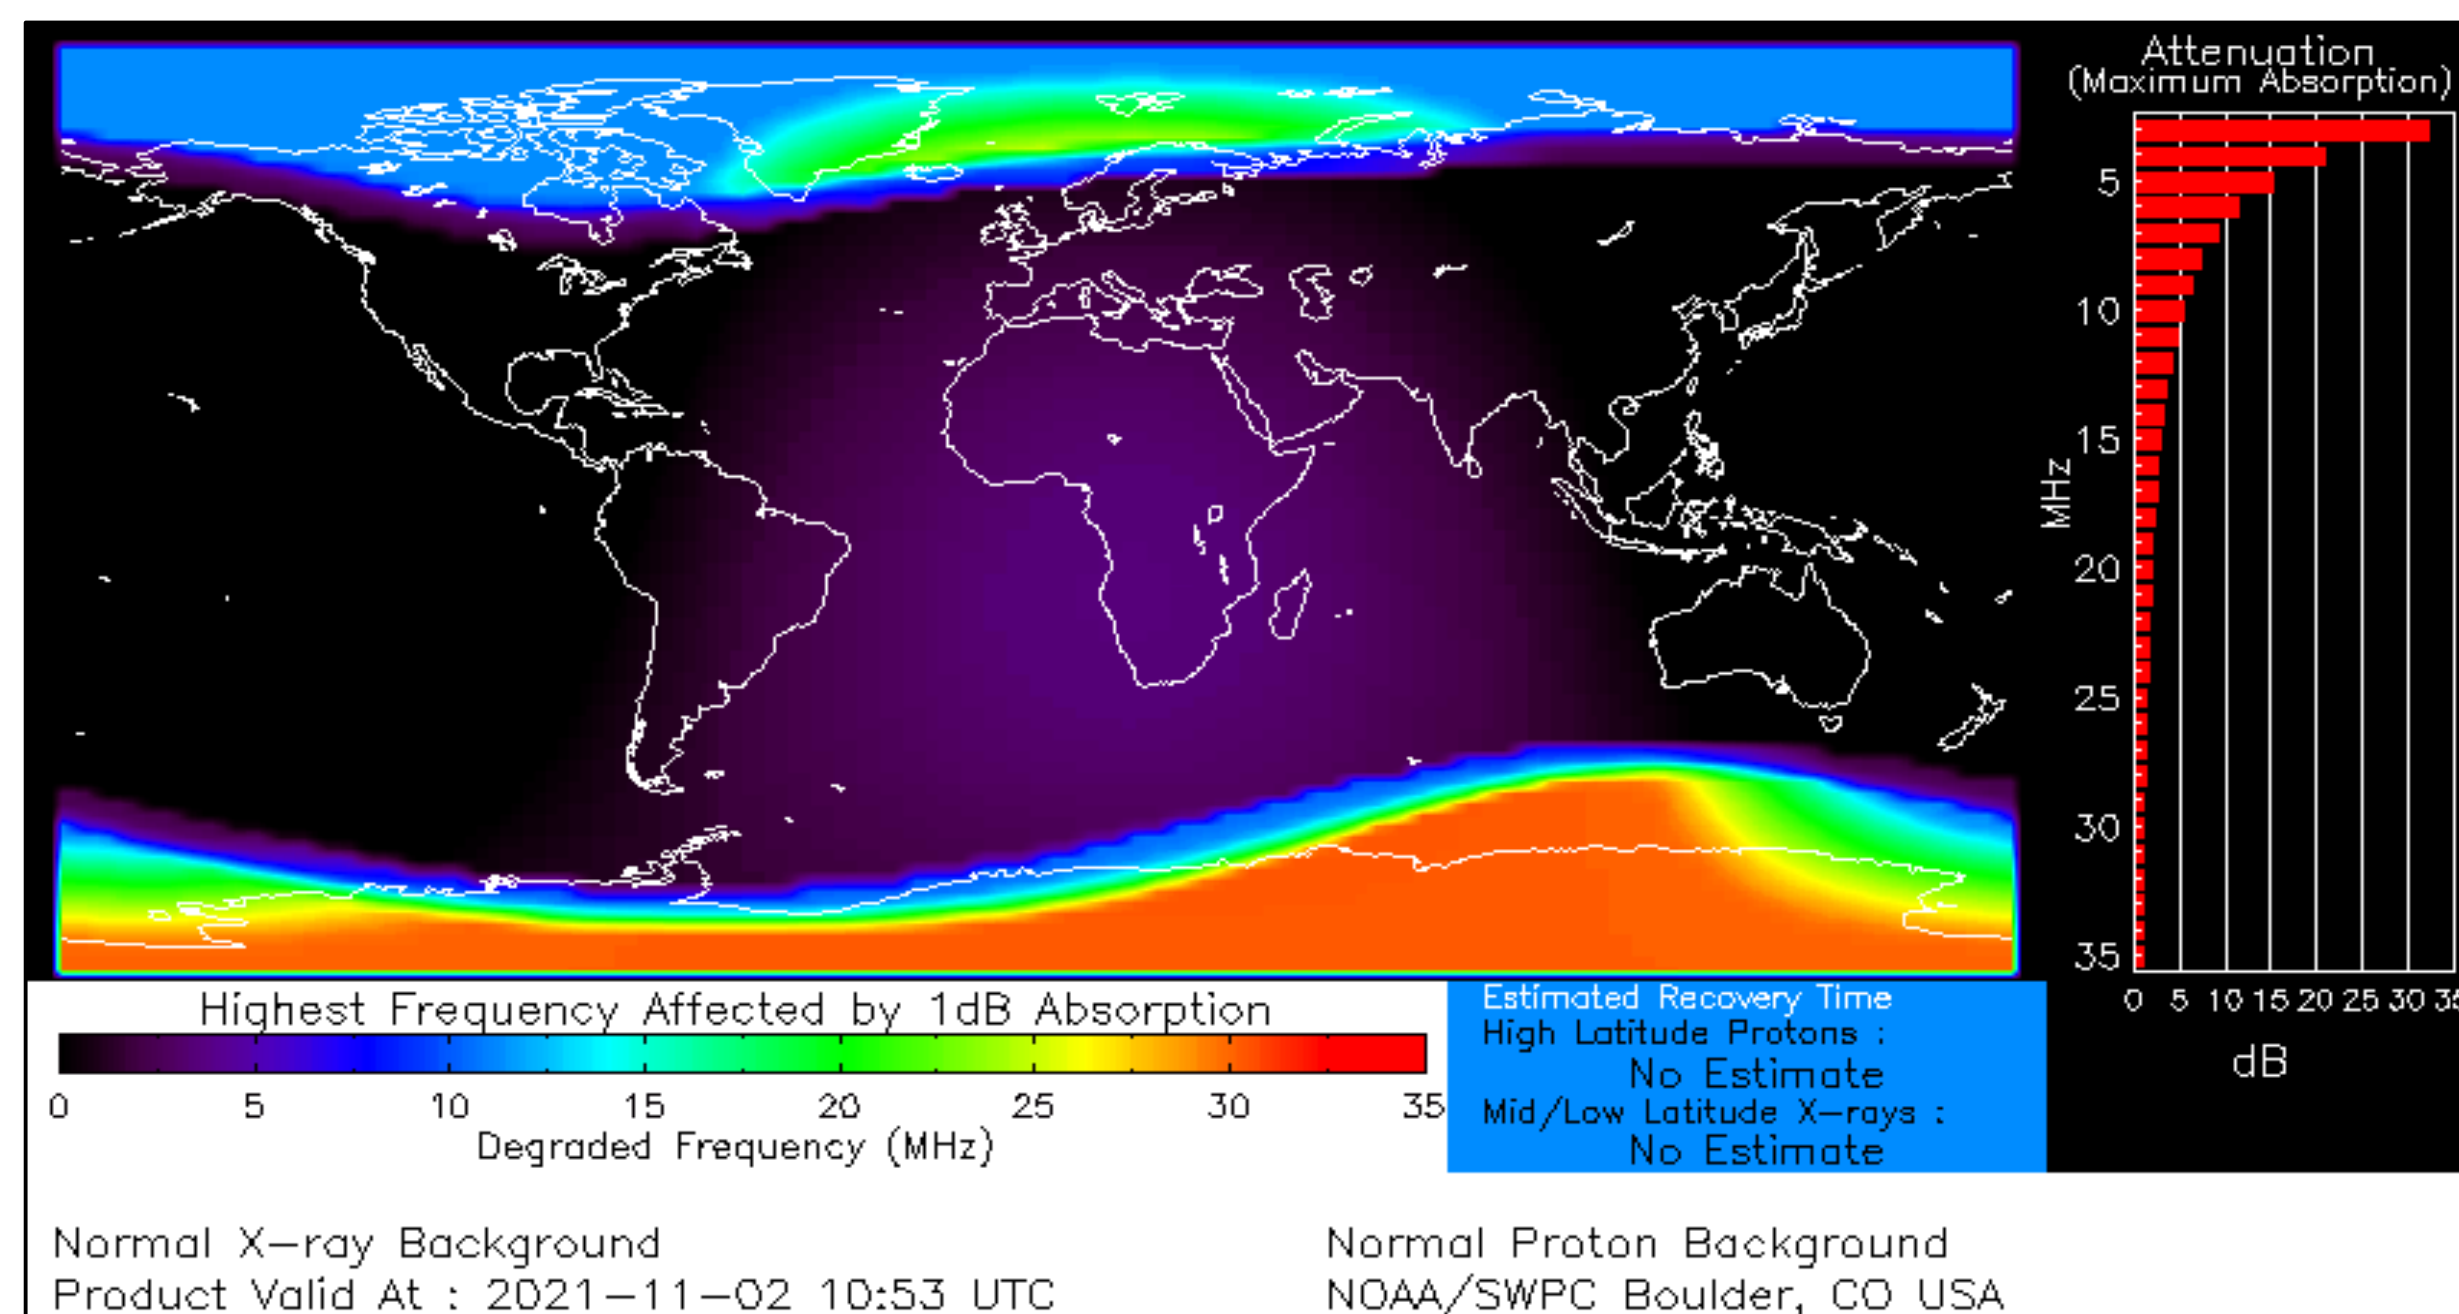 Attenuation
(Maximum Absorption)
5
10
15
20
25
30
35
MHz
0 5 10 15 20 25 30 35
dB
Highest Frequency Affected by 1dB Absorption
0 5 10 15 20 25 30 35
Degraded Frequency (MHz)
Estimated Recovery Time
High Latitude Protons :
No Estimate
Mid/Low Latitude X-rays :
No Estimate
Normal X-ray Background
Normal Proton Background
Product Valid At : 2021-11-02 10:53 UTC
NOAA/SWPC Boulder, CO USA